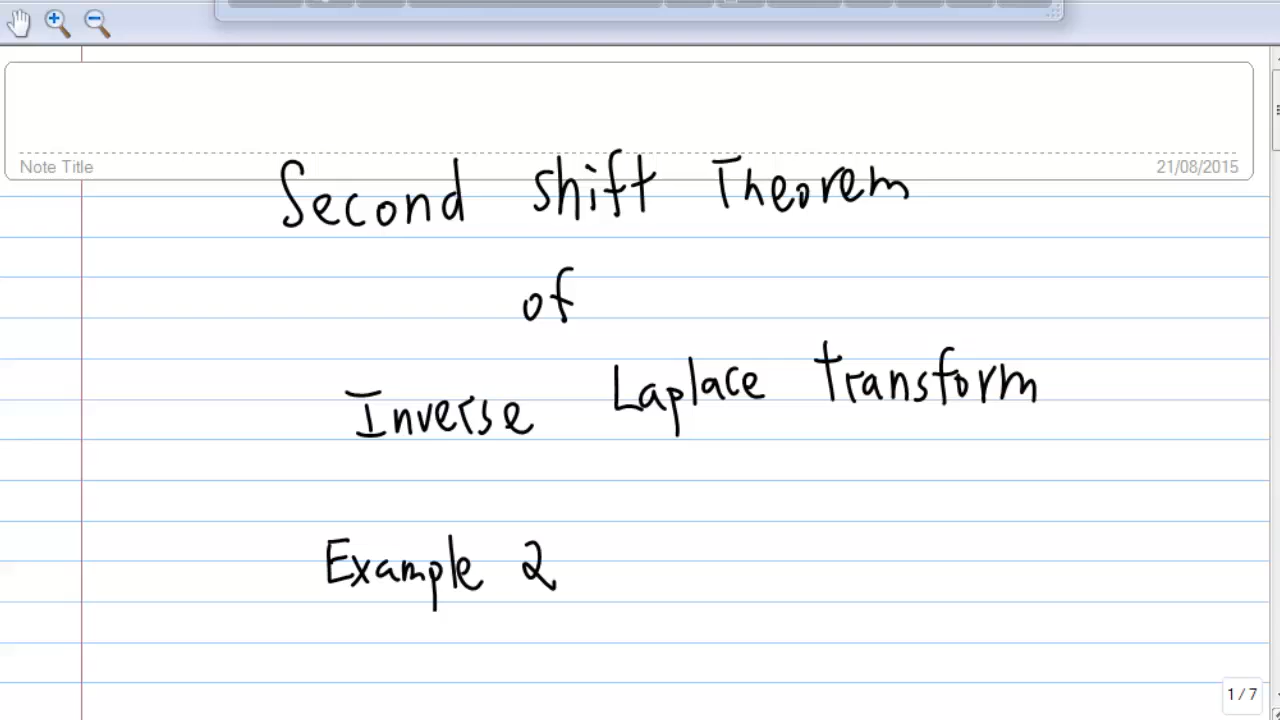 Note Title
21/08/2015
Second shift Theorem
of
Inverse Laplace transform
Example 2
1 / 7